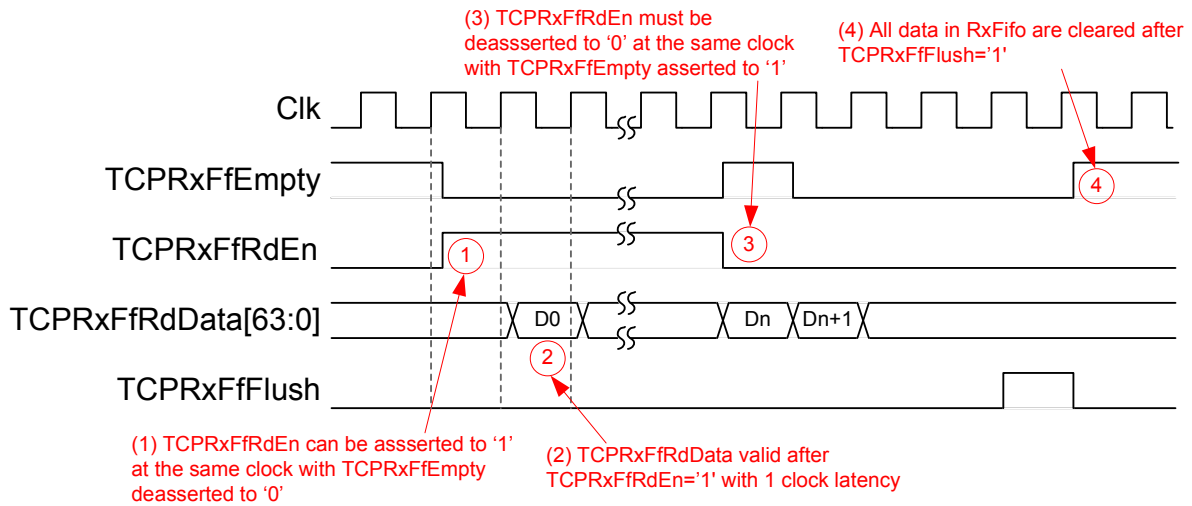 (3) TCPRxFfRdEn must be
deassserted to ‘0’ at the same clock
with TCPRxFfEmpty asserted to ‘1’
(4) All data in RxFifo are cleared after
TCPRxFfFlush=’1'
Clk
TCPRxFfEmpty
4
TCPRxFfRdEn
1
3
TCPRxFfRdData[63:0]
D0
Dn
Dn+1
2
TCPRxFfFlush
(1) TCPRxFfRdEn can be assserted to ‘1’
at the same clock with TCPRxFfEmpty
deasserted to ‘0’
(2) TCPRxFfRdData valid after
TCPRxFfRdEn=’1' with 1 clock latency